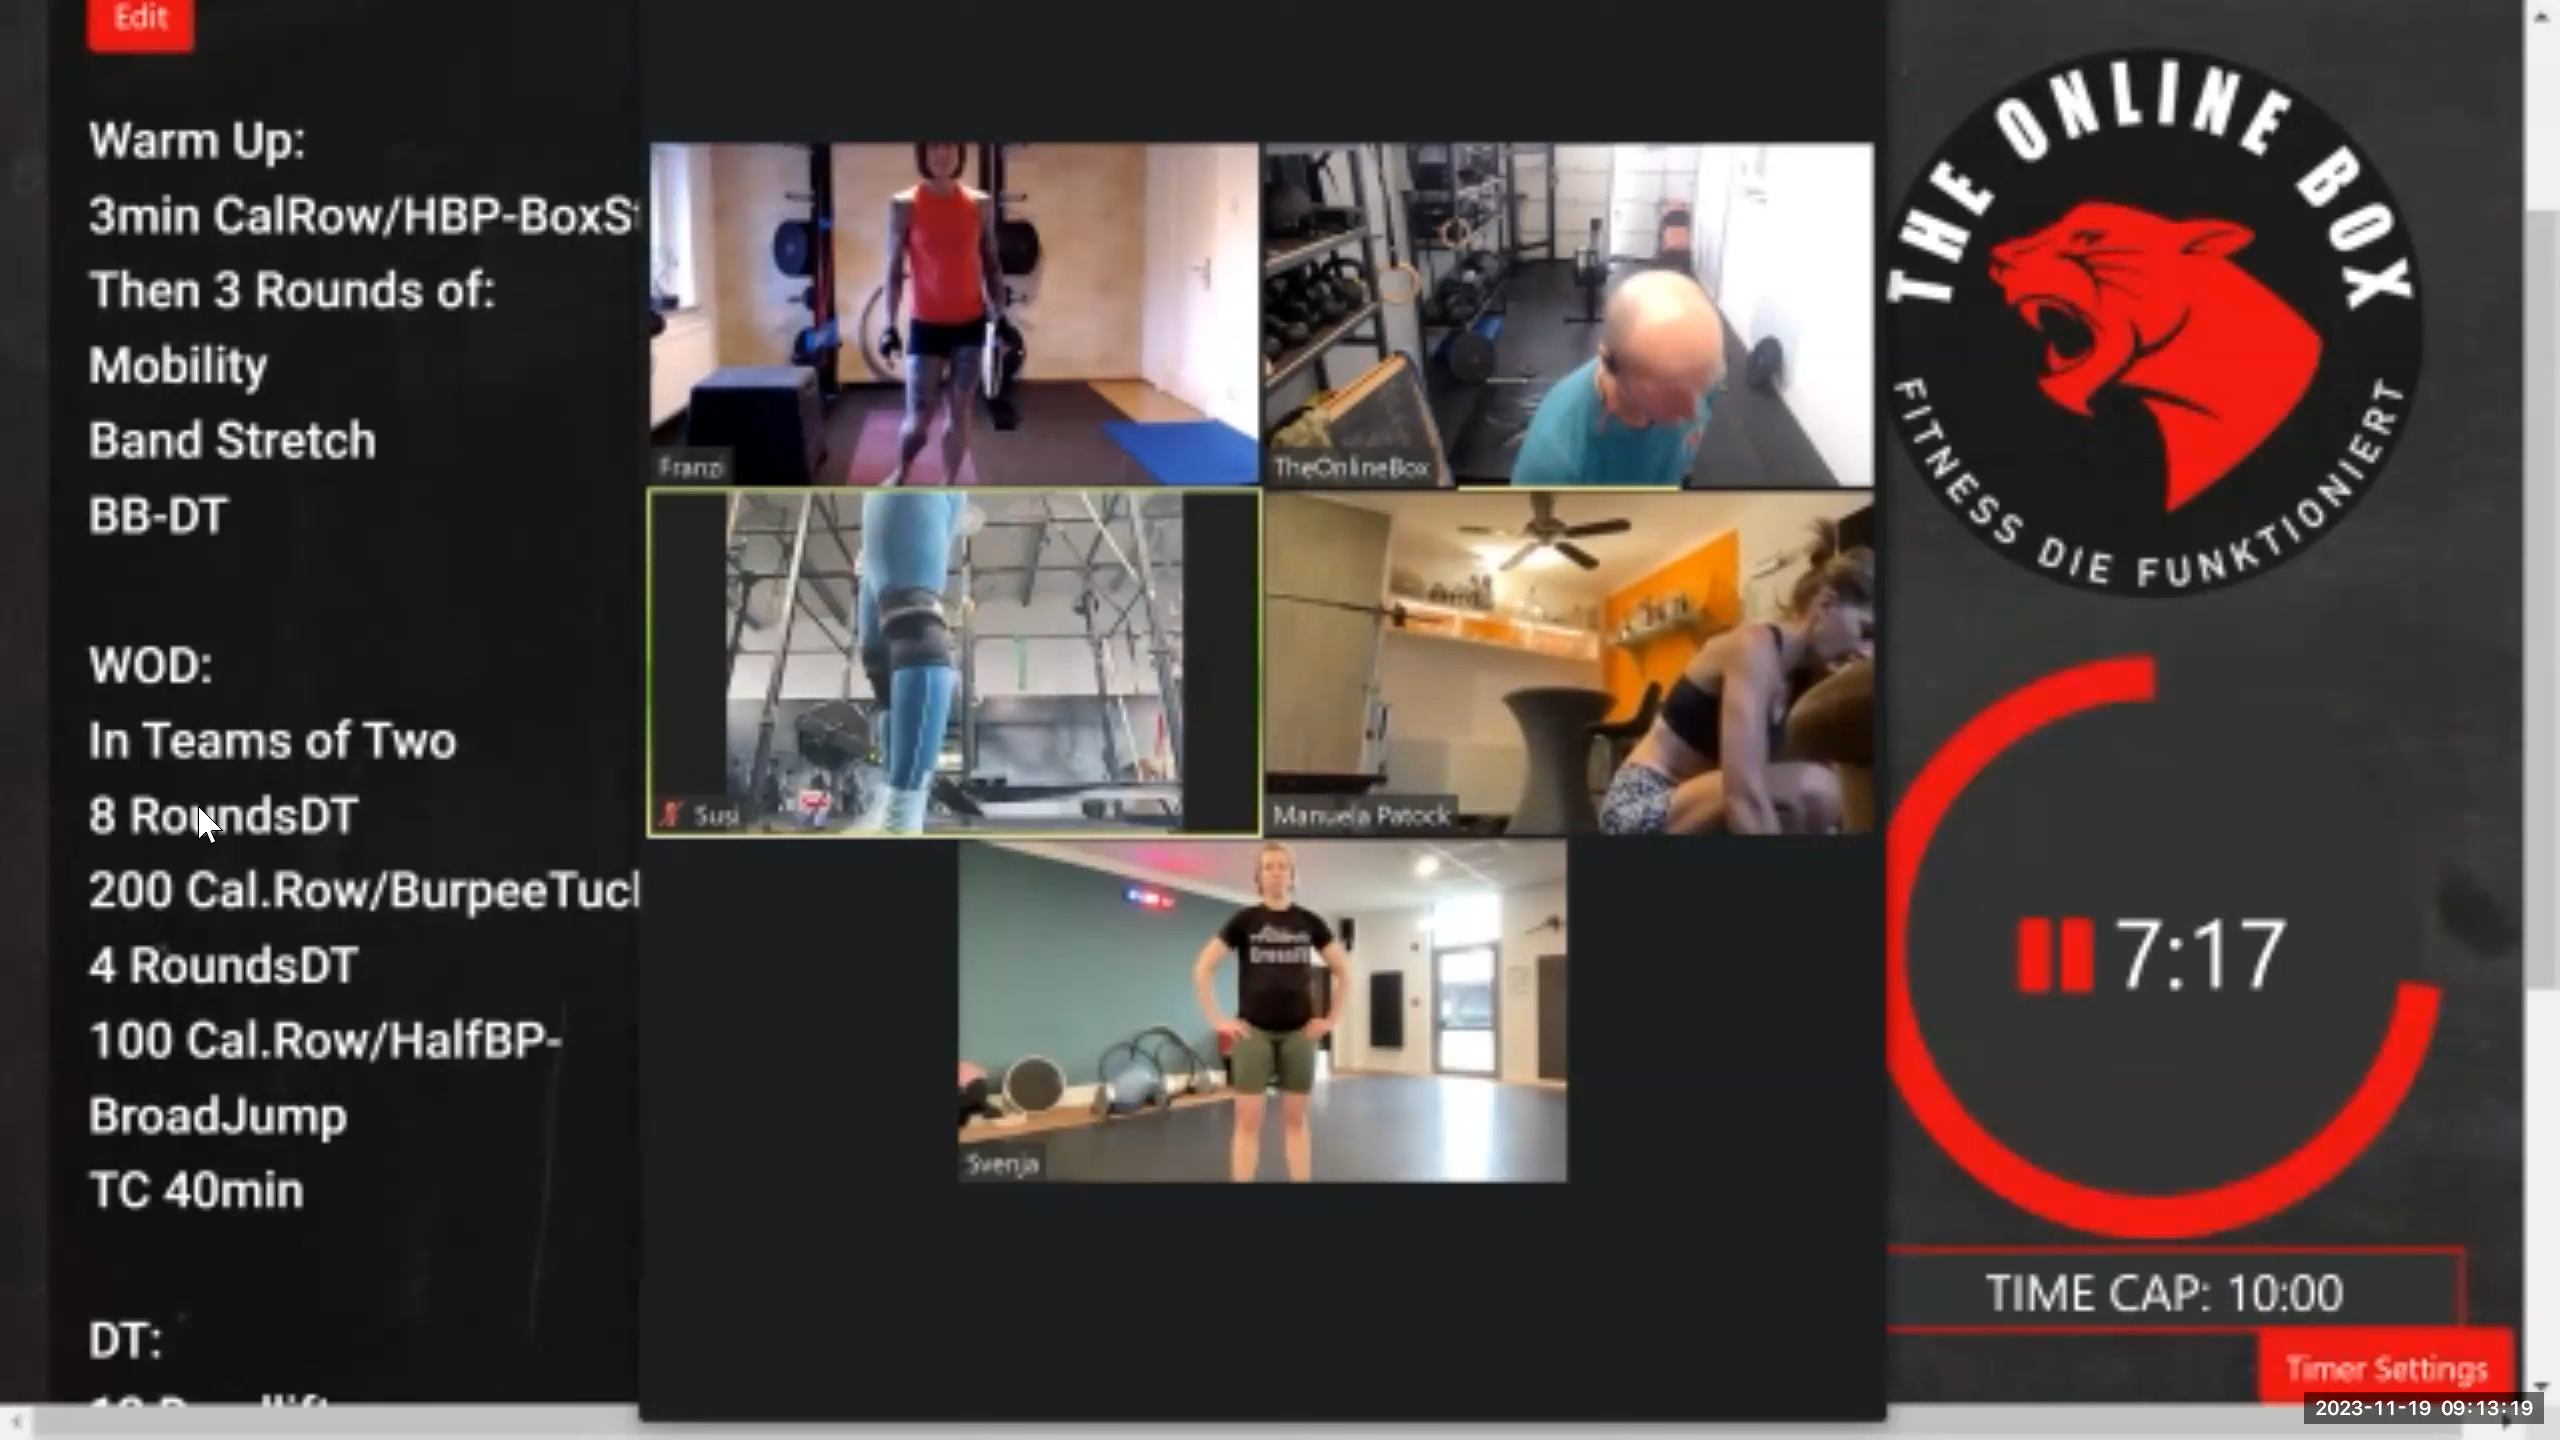 Edit
Warm Up:
3min CalRow/HBP-BoxSt
Then 3 Rounds of:
Mobility
Band Stretch
BB-DT
WOD:
In Teams of Two
8 RoundsDT
200 Cal.Row/BurpeeTuck
4 RoundsDT
100 Cal.Row/HalfBP-
BroadJump
TC 40min
DT:
Franzi
TheOnlineBox
Susi
Manuela Patock
Svenja
THE ONLINE BOX
FITNESS DIE FUNKTIONIERT
7:17
TIME CAP: 10:00
Timer Settings
2023-11-19 09:13:19